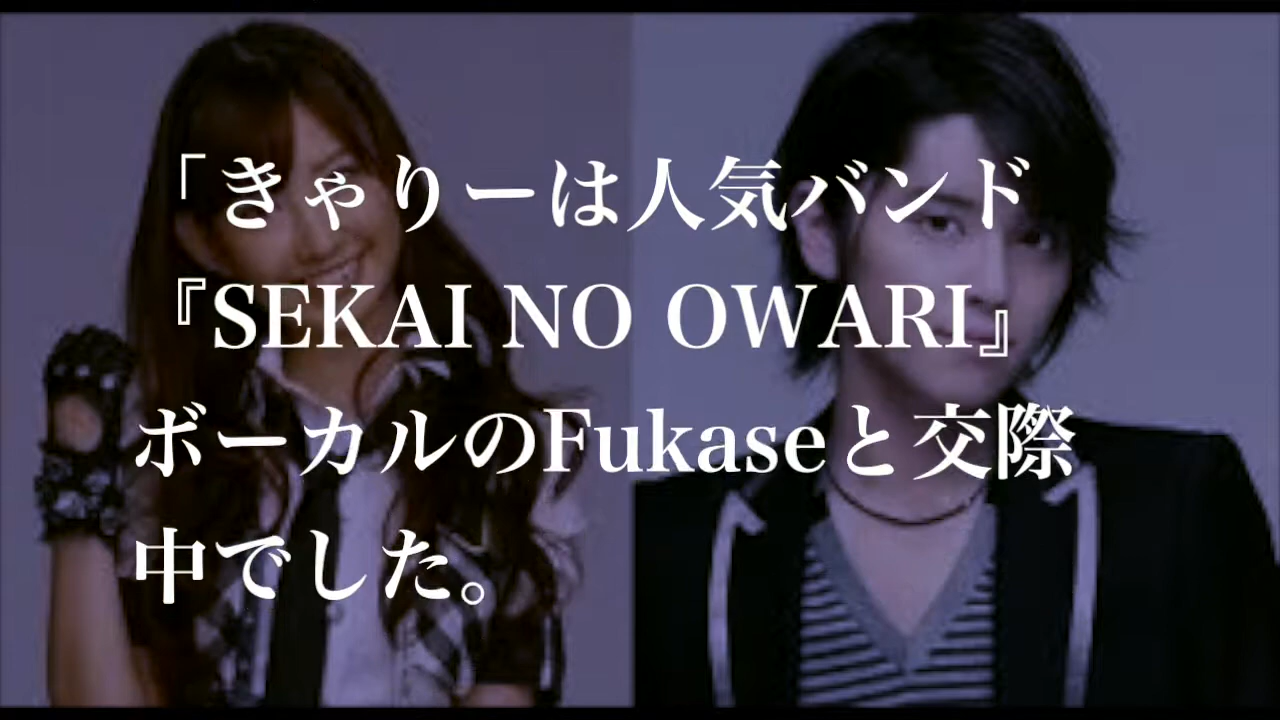 「きゃりーは人気バンド
『SEKAI NO OWARI』
ボーカルのFukaseと交際
中でした。